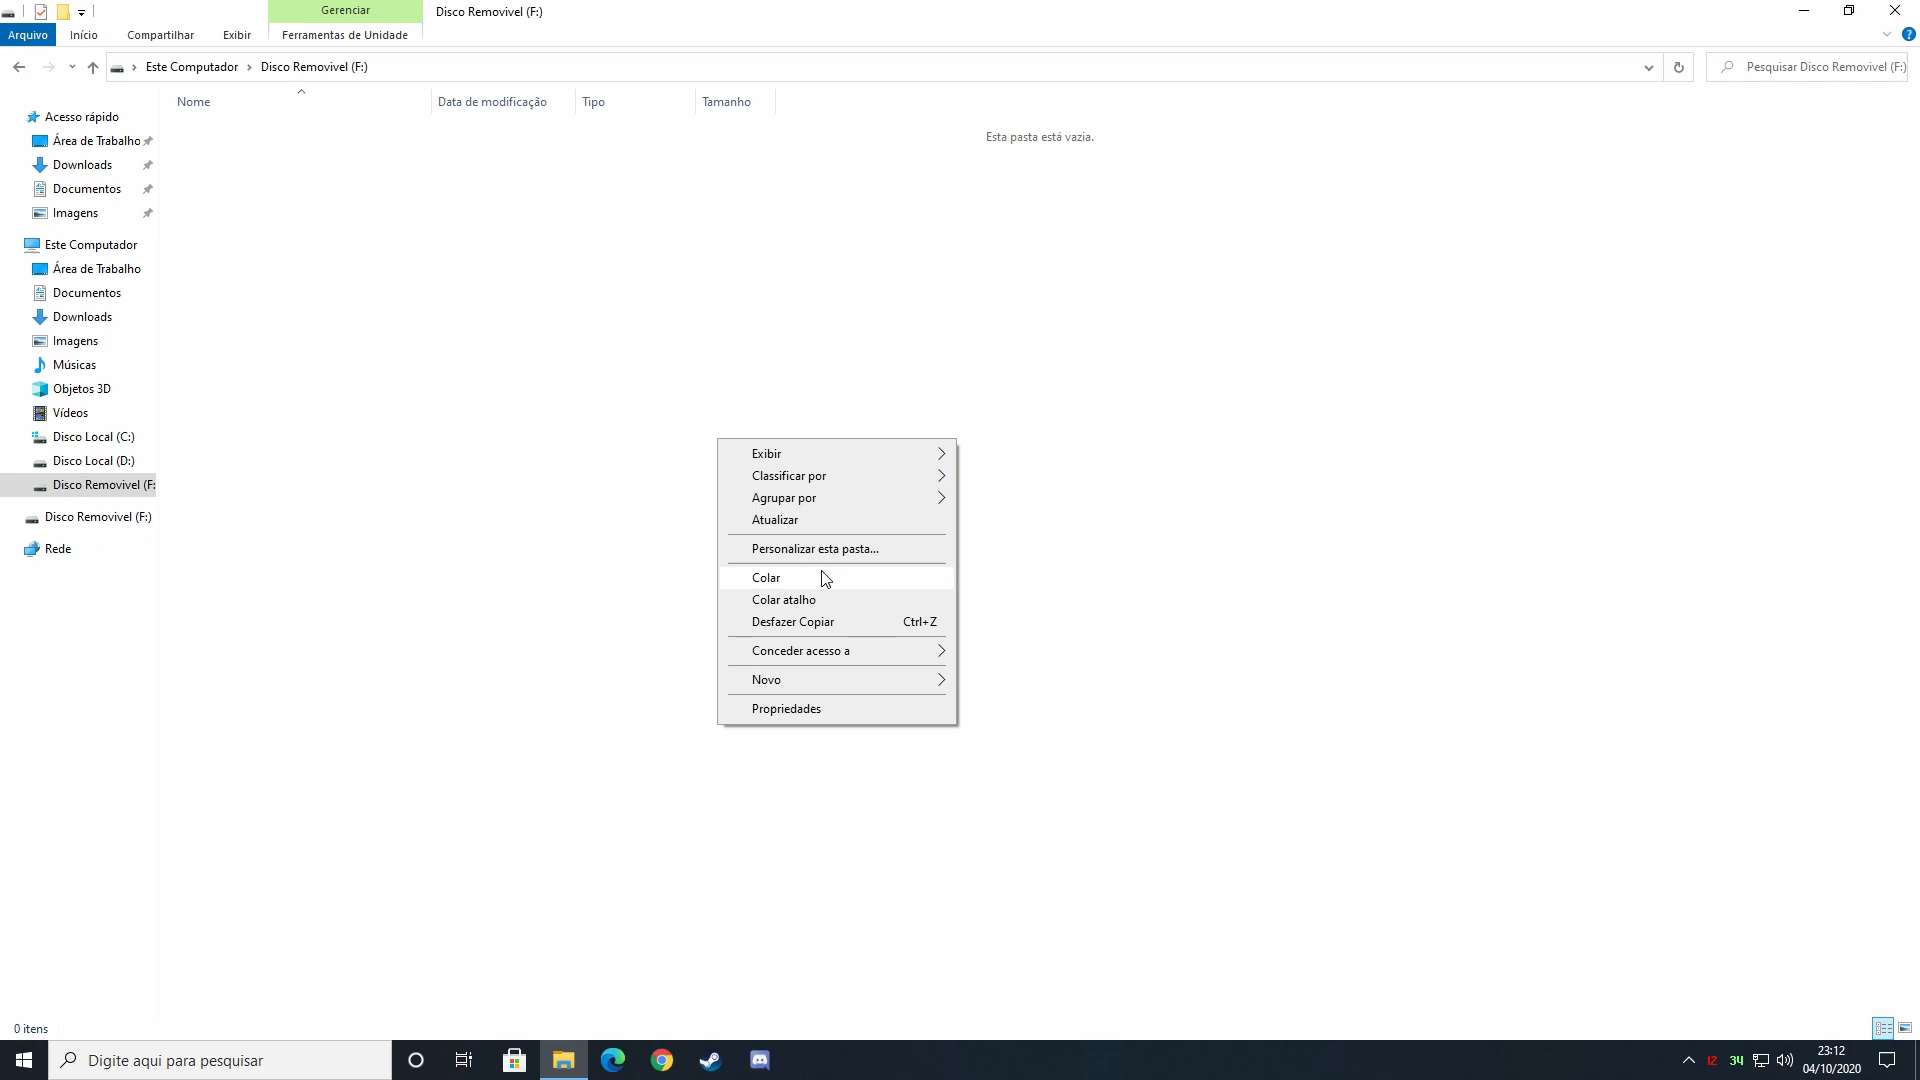 Gerenciar
Disco Removivel (F:)
Arquivo
Início
Compartilhar
Exibir
Ferramentas de Unidade
Este Computador
Disco Removivel (F:)
Pesquisar Disco Removivel (F:)
Nome
Data de modificação
Tipo
Tamanho
Esta pasta está vazia.
Acesso rápido
Área de Trabalho
Downloads
Documentos
Imagens
Este Computador
Área de Trabalho
Documentos
Downloads
Imagens
Músicas
Objetos 3D
Vídeos
Disco Local (C:)
Disco Local (D:)
Disco Removivel (F:
Disco Removivel (F:)
Rede
Exibir
Classificar por
Agrupar por
Atualizar
Personalizar esta pasta...
Colar
Colar atalho
Desfazer Copiar Ctrl+Z
Conceder acesso a
Novo
Propriedades
0 itens
Digite aqui para pesquisar
12
34
23:12
04/10/2020